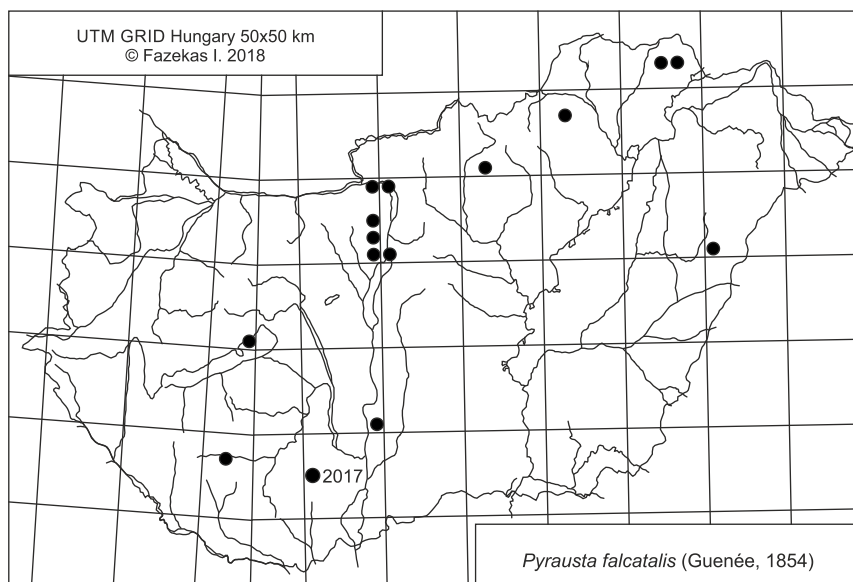 UTM GRID Hungary 50x50 km
© Fazekas I. 2018
2017
Pyrausta falcatalis (Guenée, 1854)